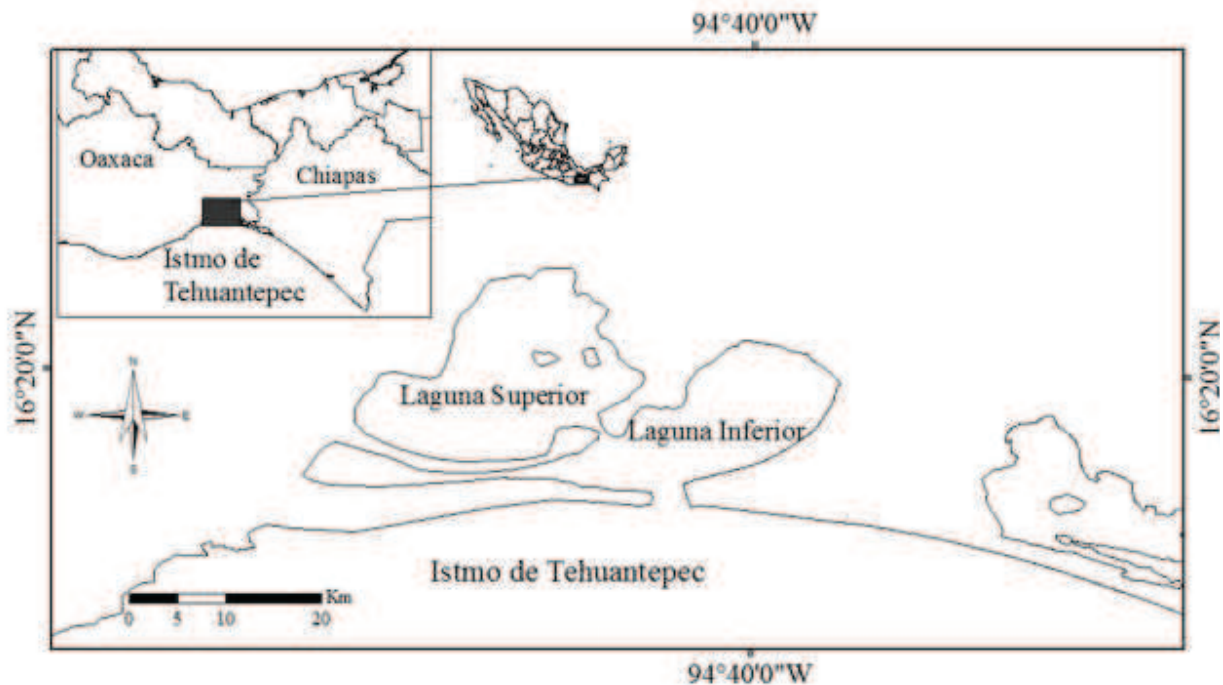 94°40'0"W
Oaxaca
Chiapas
Istmo de
Tehuantepec
16°20'0"N
16°20'0"N
N
W
E
S
Laguna Superior
Laguna Inferior
Istmo de Tehuantepec
Km
0 5 10 20
94°40'0"W